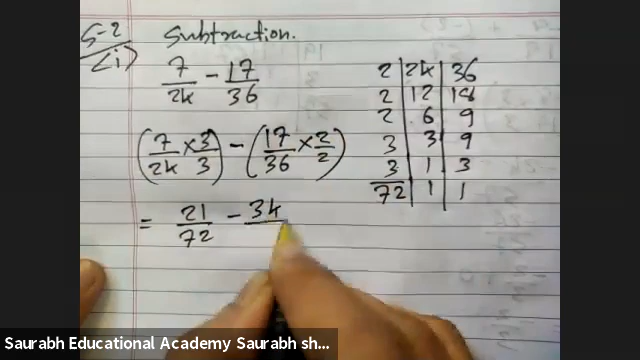 S-2 Subtraction.
(i)
7/24 - 17/36
(7/24 × 3/3) - (17/36 × 2/2)
= 21/72 - 34
2 | 24 | 36
2 | 12 | 18
2 | 6 | 9
3 | 3 | 9
3 | 1 | 3
72 | 1 | 1
Saurabh Educational Academy Saurabh sh...